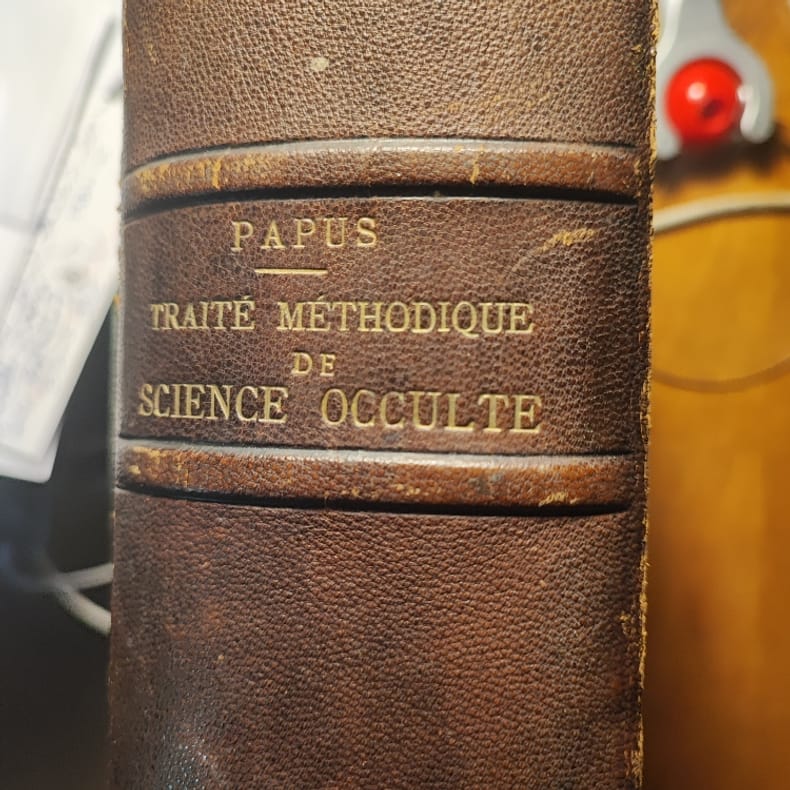 PAPUS
TRAITÉ MÉTHODIQUE
DE
SCIENCE OCCULTE